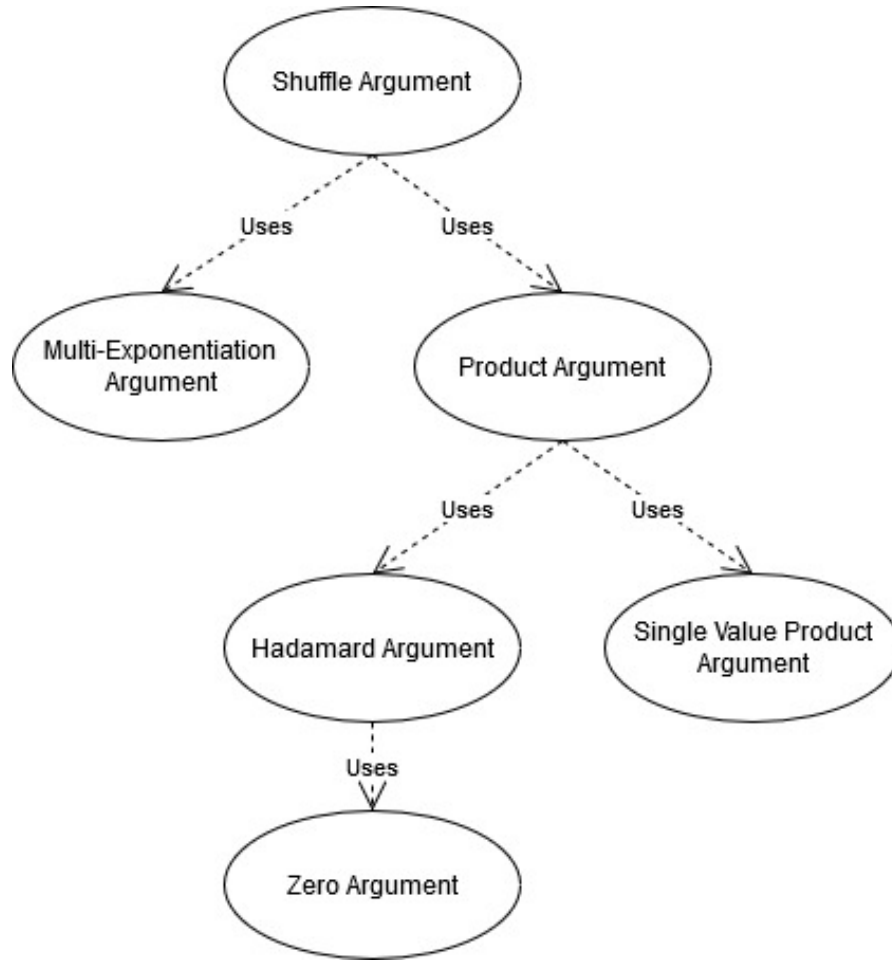 Shuffle Argument
Uses
Uses
Multi-Exponentiation
Argument
Product Argument
Uses
Uses
Hadamard Argument
Single Value Product
Argument
Uses
Zero Argument